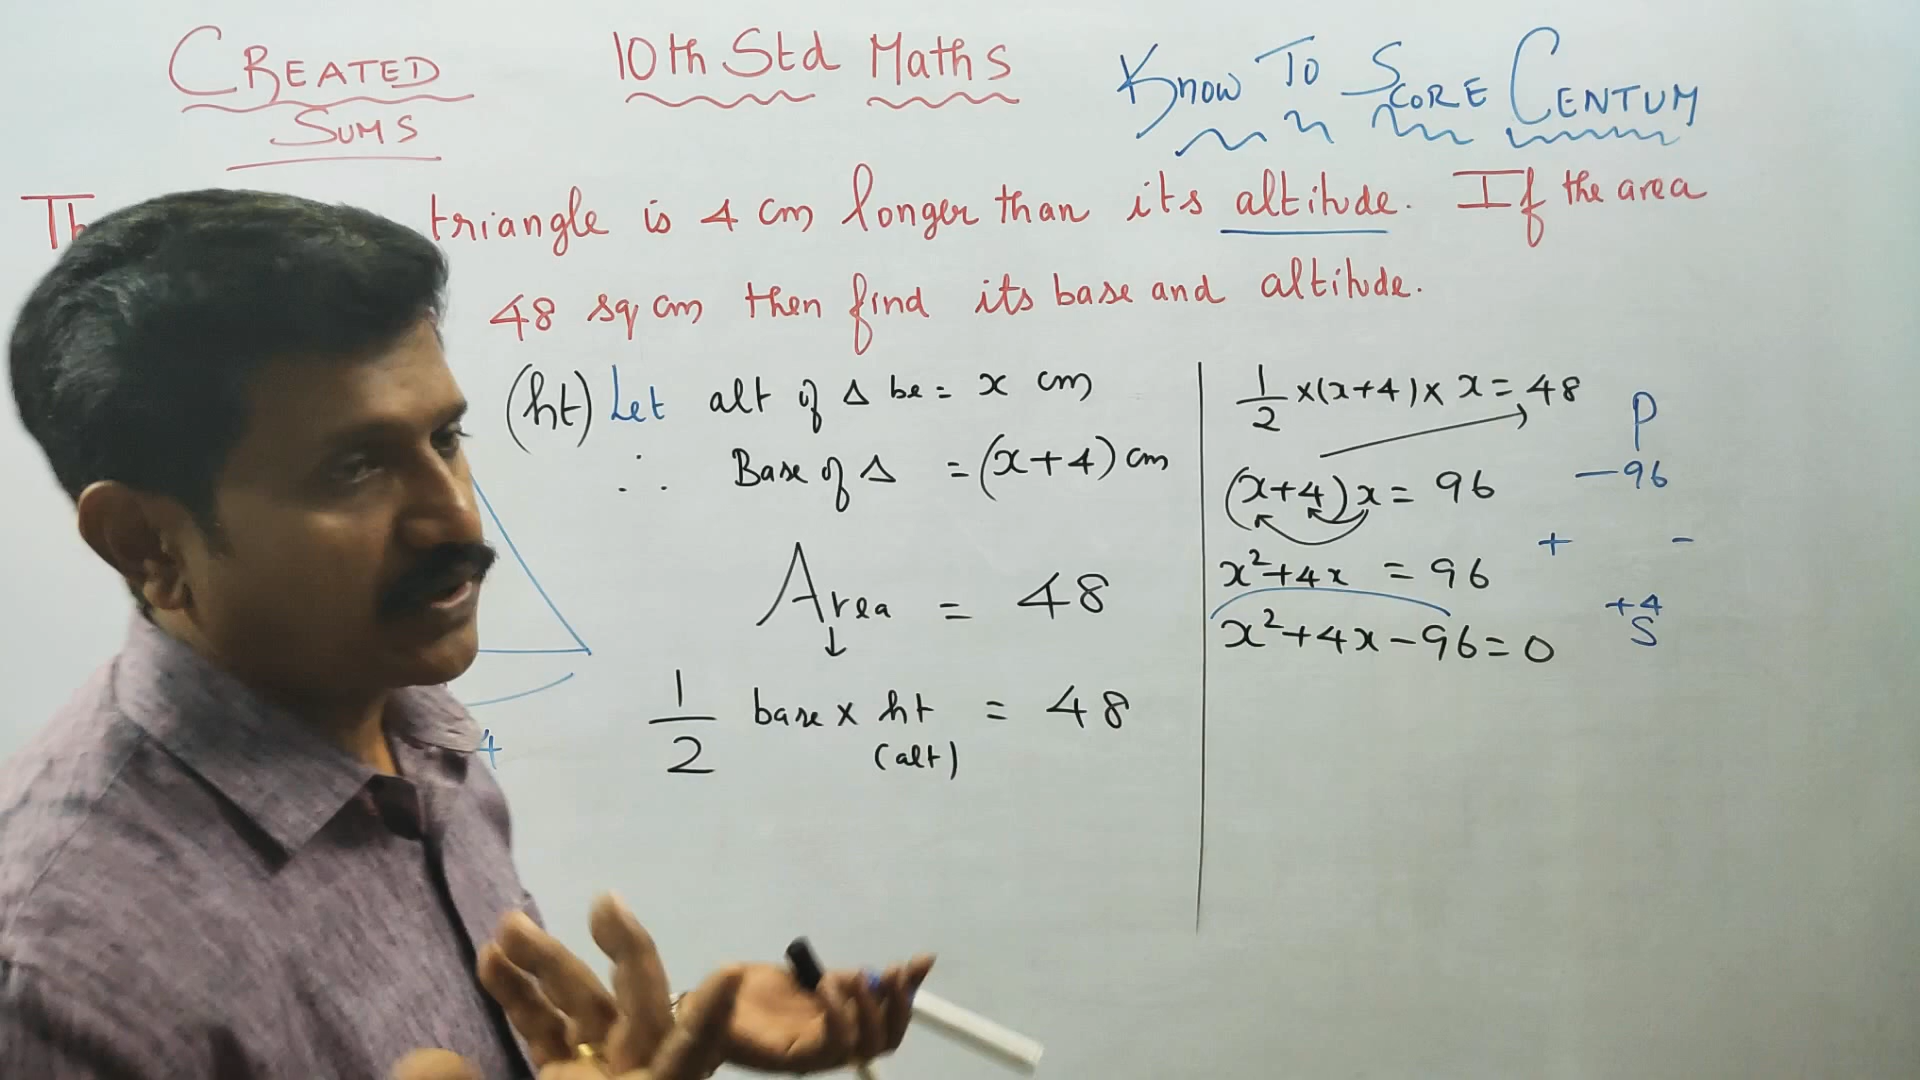 CREATED
SUMS
10th Std Maths
Know To SCORE CENTUM
Th triangle is 4 cm longer than its altitude. If the area
48 sq cm then find its base and altitude.
(ht) Let alt of Δ be = x cm
∴ Base of Δ = (x+4) cm
Area = 48
↓
1/2 base x ht = 48
(alt)
4
1/2 ×(x+4)× x = 48
(x+4)x = 96
x²+4x = 96
x²+4x-96=0
P
-96
+ -
+4
S